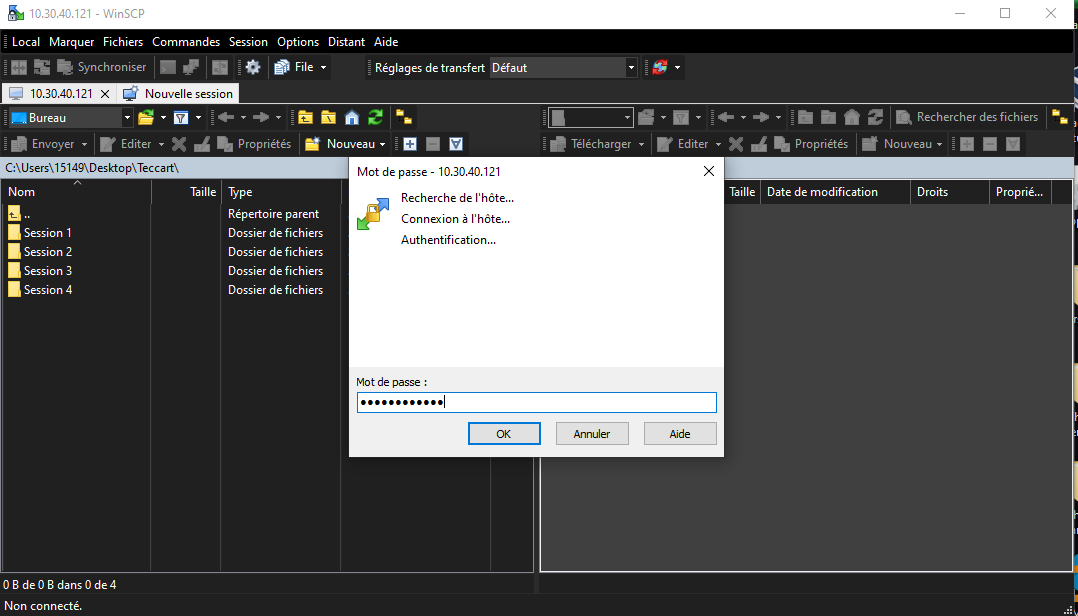 10.30.40.121 - WinSCP
Local Marquer Fichiers Commandes Session Options Distant Aide
Synchroniser File Réglages de transfert Défaut
10.30.40.121 Nouvelle session
Bureau Rechercher des fichiers
Envoyer Editer Propriétés Nouveau Télécharger Editer Propriétés Nouveau
C:\Users\15149\Desktop\Teccart\
Nom Taille Type Taille Date de modification Droits Proprié...
.. Répertoire parent
Session 1 Dossier de fichiers
Session 2 Dossier de fichiers
Session 3 Dossier de fichiers
Session 4 Dossier de fichiers
Mot de passe - 10.30.40.121
Recherche de l'hôte...
Connexion à l'hôte...
Authentification...
Mot de passe :
●●●●●●●●●●●●
OK Annuler Aide
0 B de 0 B dans 0 de 4
Non connecté.